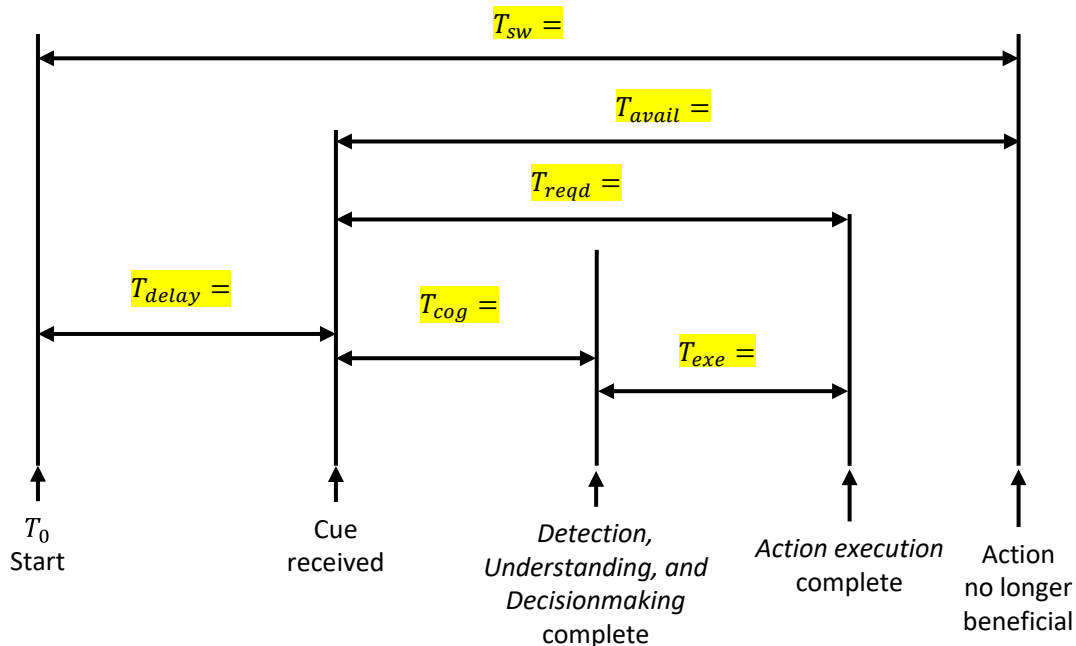 T_sw =
T_avail =
T_reqd =
T_delay =
T_cog =
T_exe =
T_0
Start
Cue
received
Detection,
Understanding, and
Decisionmaking
complete
Action execution
complete
Action
no longer
beneficial